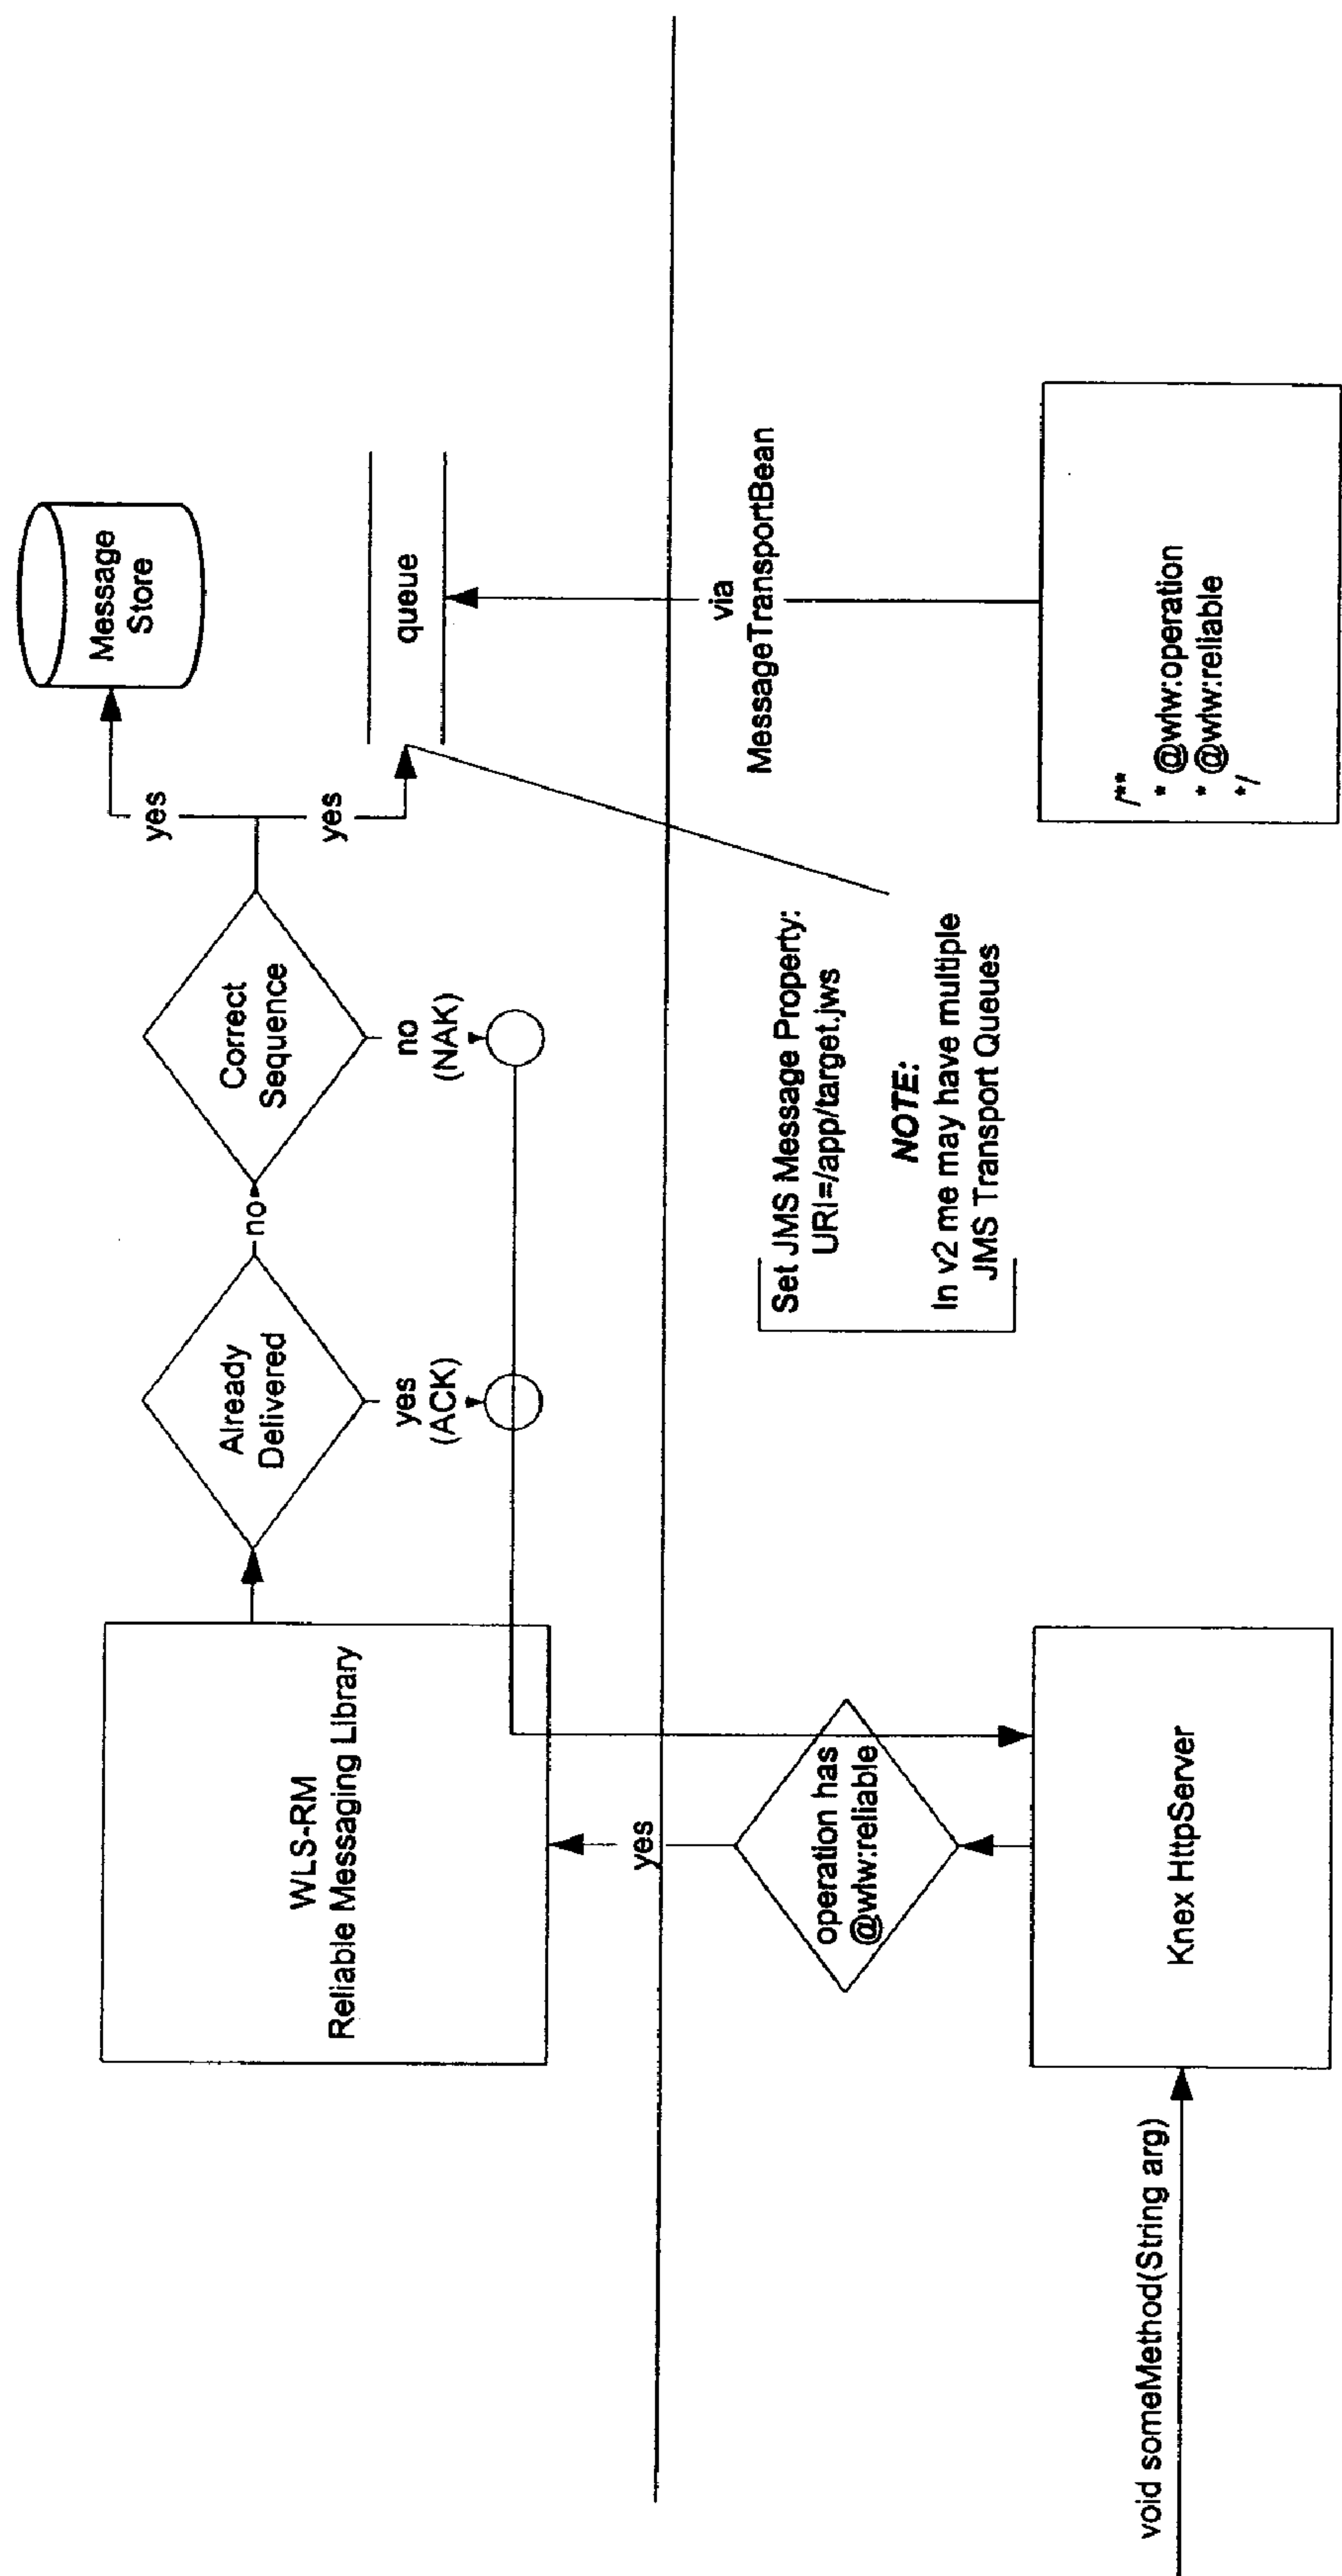 WLS-RM
Reliable Messaging Library
Already
Delivered
no
Correct
Sequence
yes
yes
Message
Store
queue
yes
(ACK)
no
(NAK)
yes
operation has
@wlw:reliable
Set JMS Message Property:
URI=/app/target.jws
NOTE:
In v2 me may have multiple
JMS Transport Queues
via
MessageTransportBean
void someMethod(String arg)
Knex HttpServer
/**
* @wlw:operation
* @wlw:reliable
*/